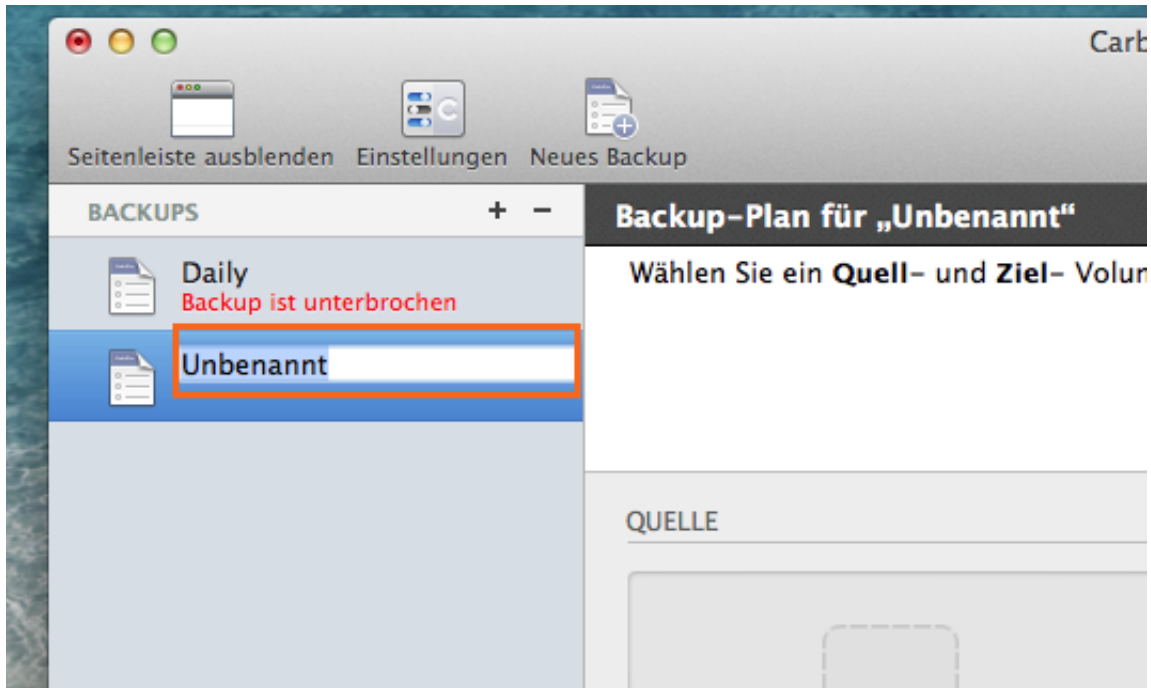 Carb
Seitenleiste ausblenden Einstellungen Neues Backup
BACKUPS + −
Backup-Plan für „Unbenannt“
Daily
Backup ist unterbrochen
Wählen Sie ein Quell- und Ziel- Volum
Unbenannt
QUELLE